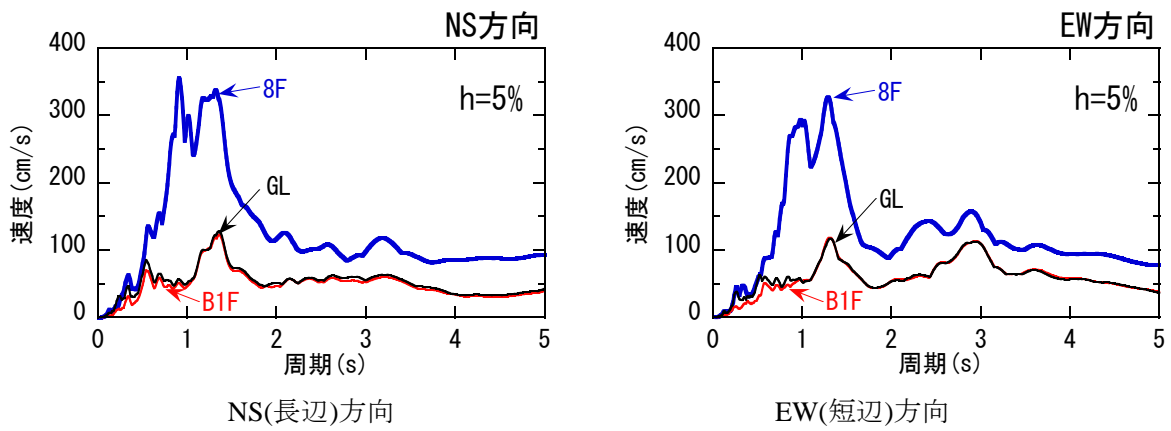 NS方向
400
300
200
100
0
速度(cm/s)
8F
h=5%
GL
B1F
0 1 2 3 4 5
周期(s)
NS(長辺)方向
EW方向
400
300
200
100
0
速度(cm/s)
8F
h=5%
GL
B1F
0 1 2 3 4 5
周期(s)
EW(短辺)方向